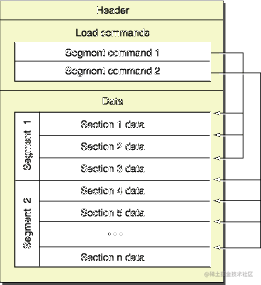 Header
Load commands
Segment command 1
Segment command 2
Data
Segment 1
Section 1 data
Section 2 data
Section 3 data
Segment 2
Section 4 data
Section 5 data
Section n data
@稀土掘金技术社区